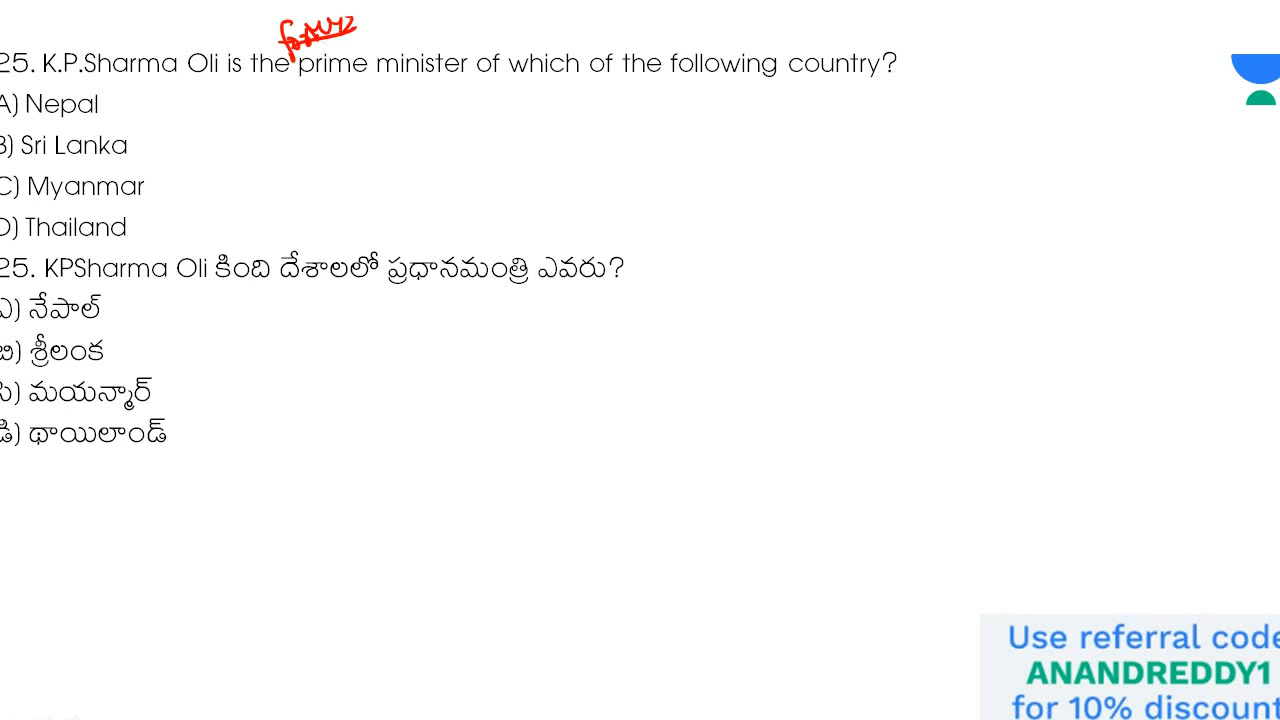 25. K.P.Sharma Oli is the prime minister of which of the following country?
A) Nepal
B) Sri Lanka
C) Myanmar
D) Thailand
25. KPSharma Oli కింది దేశాలలో ప్రధానమంత్రి ఎవరు?
ఎ) నేపాల్
బి) శ్రీలంక
సి) మయన్మార్
డి) థాయిలాండ్
Use referral code
ANANDREDDY1
for 10% discount